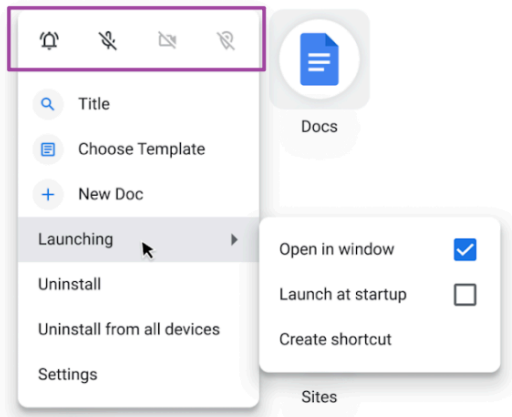 Docs
Title
Choose Template
New Doc
Launching
Uninstall
Uninstall from all devices
Settings
Open in window
Launch at startup
Create shortcut
Sites